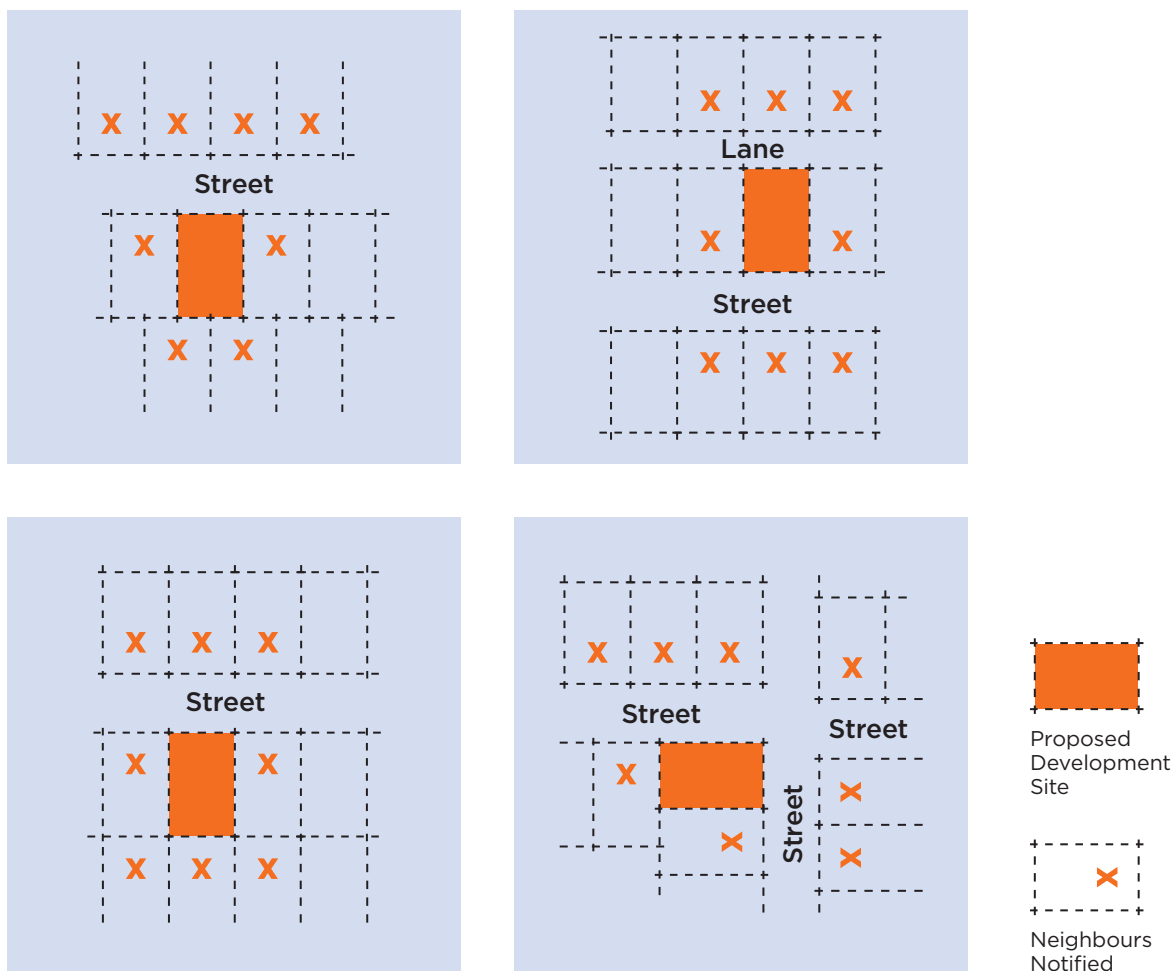 Street
Lane
Street
Street
Street
Street
Street
Proposed
Development
Site
Neighbours
Notified